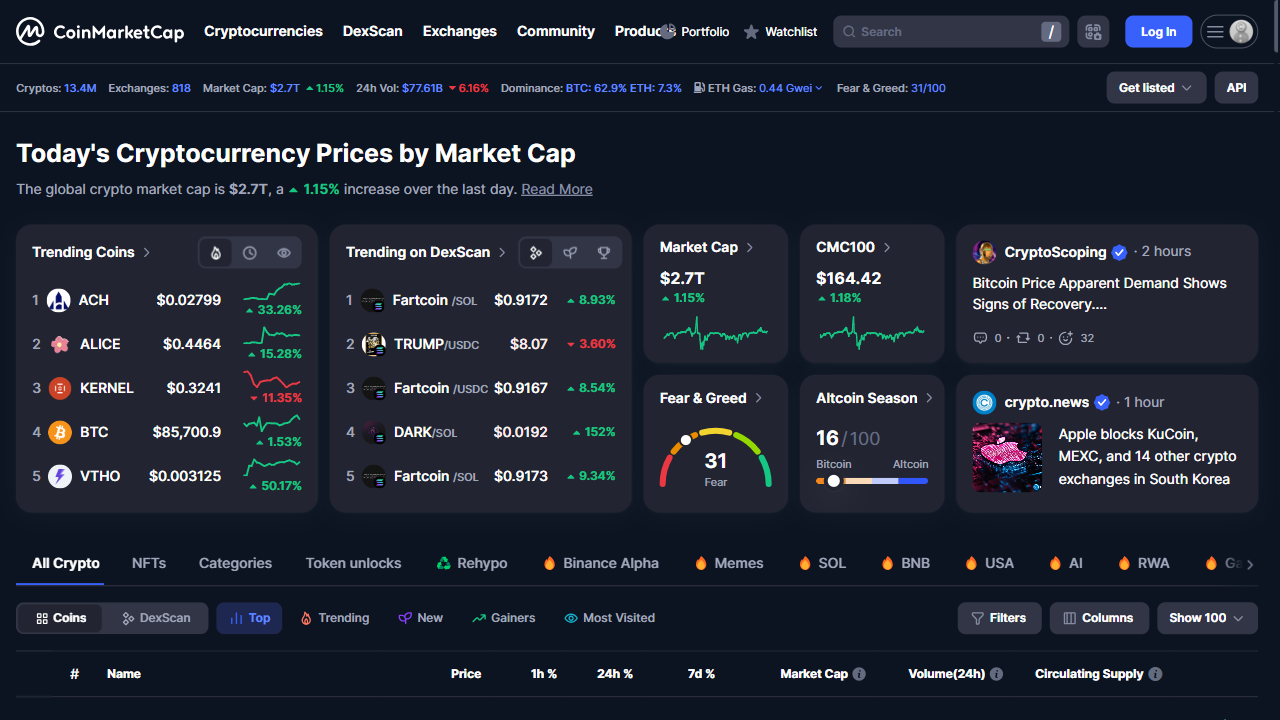 CoinMarketCap Cryptocurrencies DexScan Exchanges Community Portfolio Watchlist Search / Log In
Cryptos: 13.4M Exchanges: 818 Market Cap: $2.7T 1.15% 24h Vol: $77.61B 6.16% Dominance: BTC: 62.9% ETH: 7.3% ETH Gas: 0.44 Gwei Fear & Greed: 31/100 Get listed API
Today's Cryptocurrency Prices by Market Cap
The global crypto market cap is $2.7T, a 1.15% increase over the last day. Read More
Trending Coins
1 ACH $0.02799 33.26%
2 ALICE $0.4464 15.28%
3 KERNEL $0.3241 11.35%
4 BTC $85,700.9 1.53%
5 VTHO $0.003125 50.17%
Trending on DexScan
1 Fartcoin /SOL $0.9172 8.93%
2 TRUMP/USDC $8.07 3.60%
3 Fartcoin /USDC $0.9167 8.54%
4 DARK/SOL $0.0192 152%
5 Fartcoin /SOL $0.9173 9.34%
Market Cap
$2.7T
1.15%
CMC100
$164.42
1.18%
Fear & Greed
31
Fear
Altcoin Season
16/100
Bitcoin Altcoin
CryptoScoping · 2 hours
Bitcoin Price Apparent Demand Shows
Signs of Recovery....
0 · 0 · 32
crypto.news · 1 hour
Apple blocks KuCoin,
MEXC, and 14 other crypto
exchanges in South Korea
All Crypto NFTs Categories Token unlocks Rehypo Binance Alpha Memes SOL BNB USA AI RWA
Coins DexScan Top Trending New Gainers Most Visited Filters Columns Show 100
# Name Price 1h % 24h % 7d % Market Cap Volume(24h) Circulating Supply